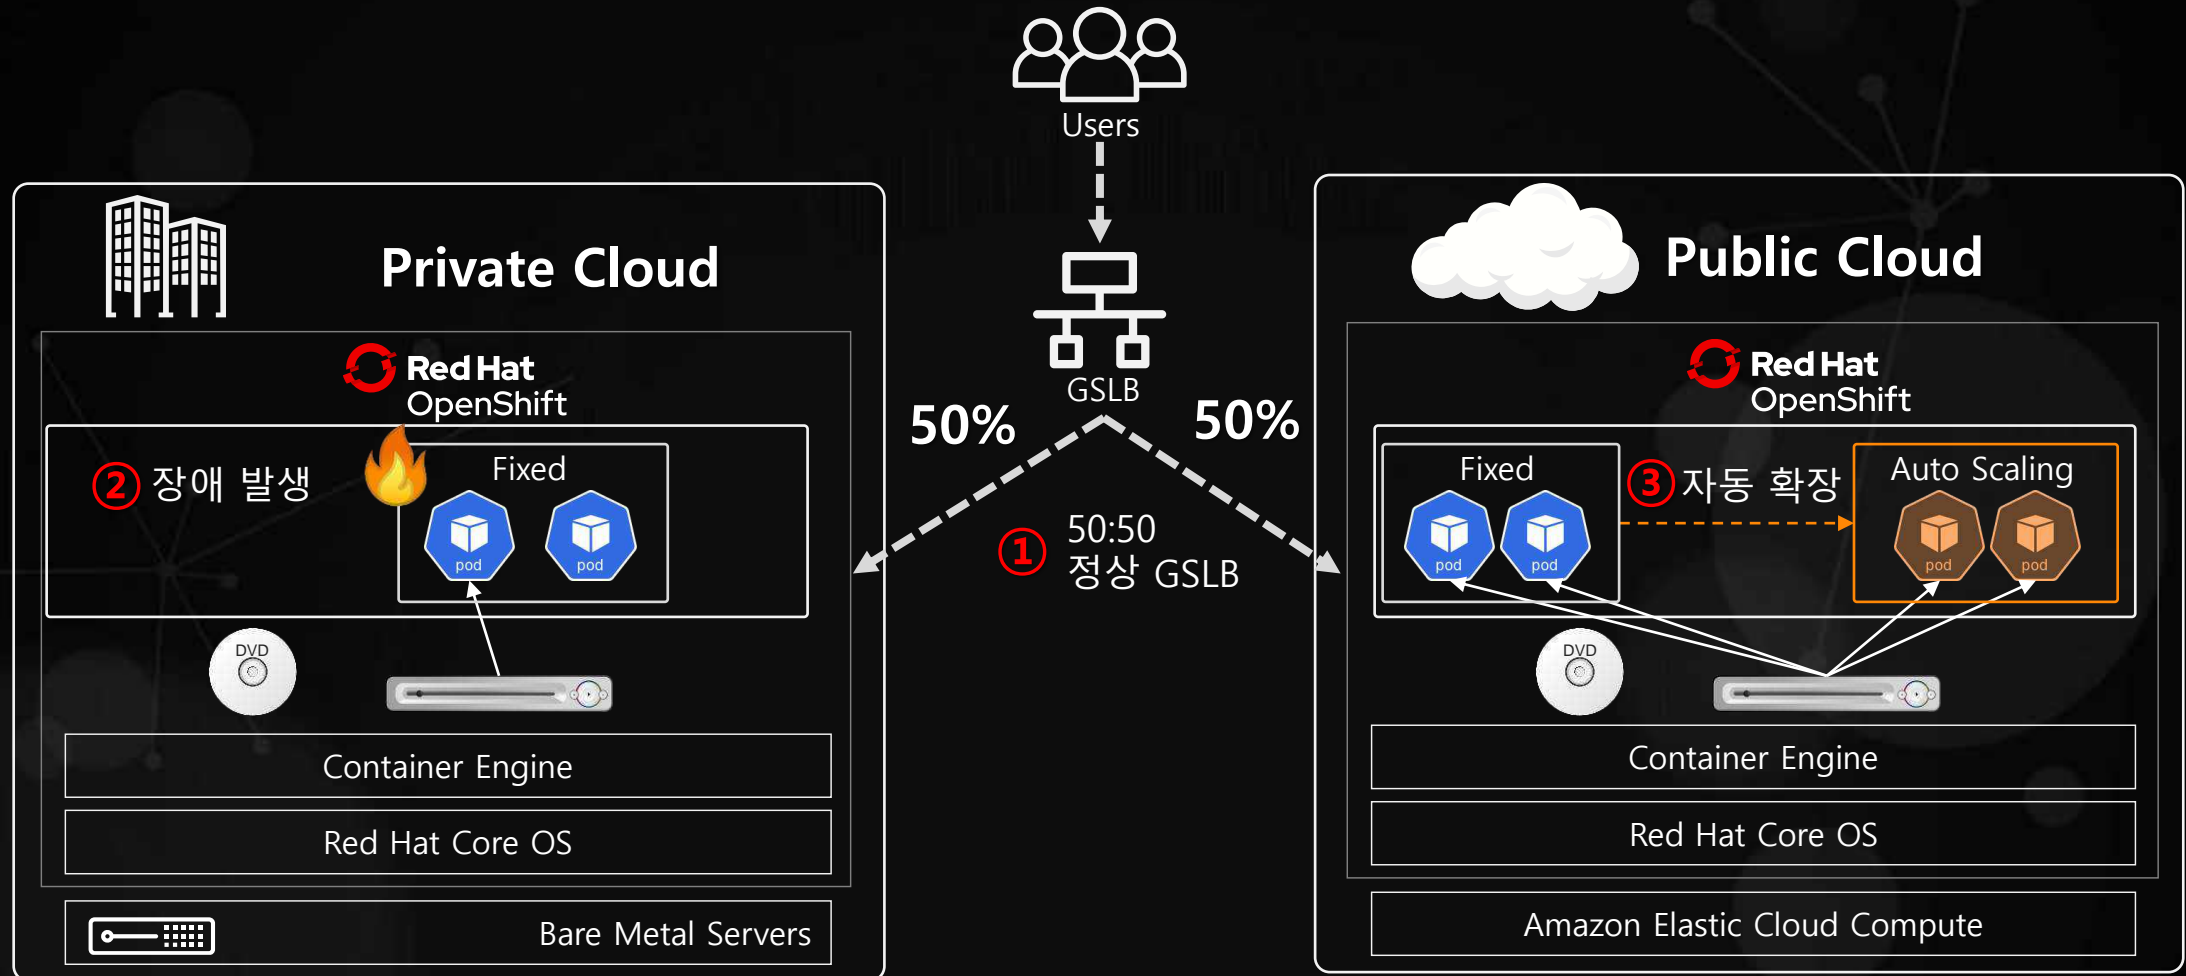 Users
GSLB
50%
50%
① 50:50
정상 GSLB
Private Cloud
Red Hat
OpenShift
② 장애 발생
Fixed
pod
pod
DVD
Container Engine
Red Hat Core OS
Bare Metal Servers
Public Cloud
Red Hat
OpenShift
Fixed
pod
pod
③ 자동 확장
Auto Scaling
pod
pod
DVD
Container Engine
Red Hat Core OS
Amazon Elastic Cloud Compute